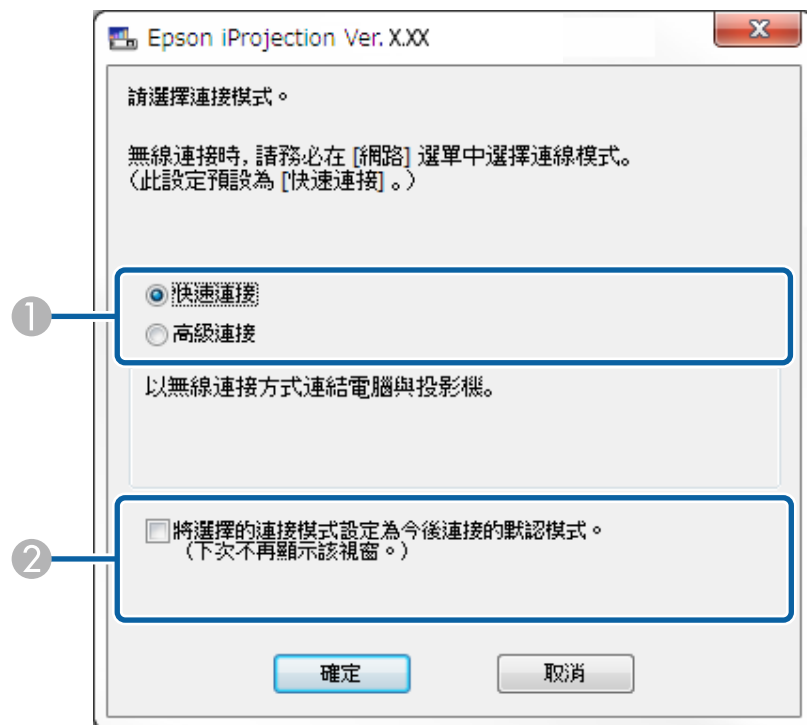 Epson iProjection Ver. X.XX
請選擇連接模式。
無線連接時, 請務必在 [網路] 選單中選擇連線模式。
(此設定預設為 [快速連接] 。)
1
快速連接
高級連接
以無線連接方式連結電腦與投影機。
2
將選擇的連接模式設定為今後連接的默認模式。
(下次不再顯示該視窗。)
確定
取消